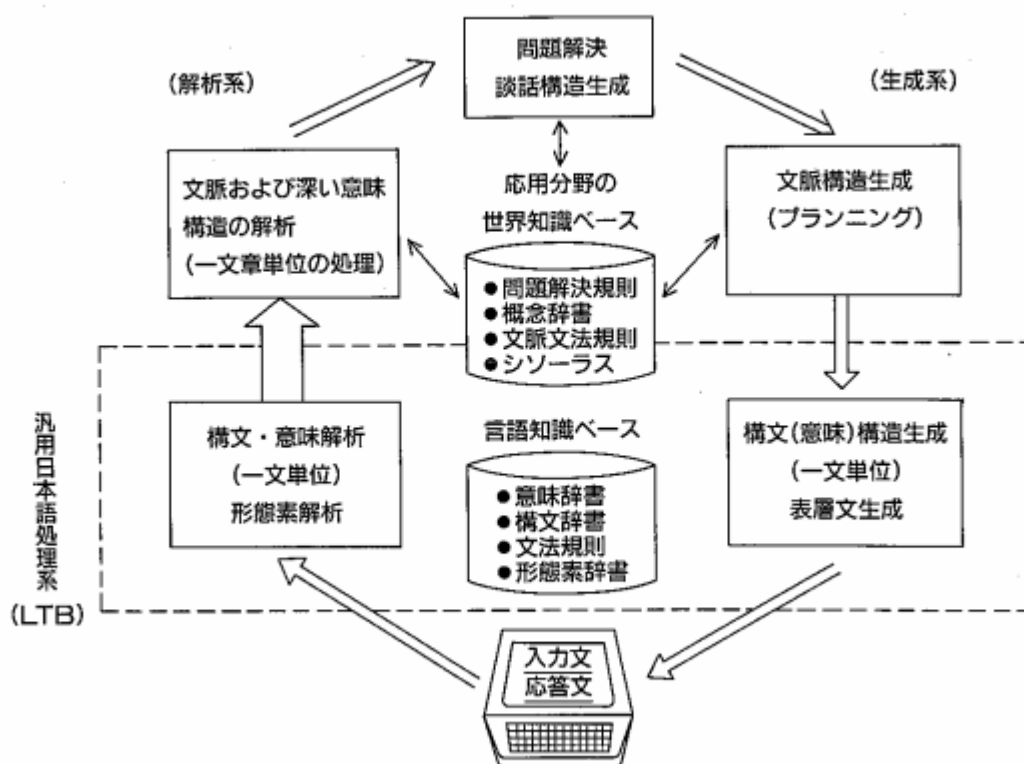 問題解決
談話構造生成
(解析系)
(生成系)
文脈および深い意味
構造の解析
(一文章単位の処理)
応用分野の
世界知識ベース
●問題解決規則
●概念辞書
●文脈文法規則
●シソーラス
文脈構造生成
(プランニング)
汎用日本語処理系
(LTB)
構文・意味解析
(一文単位)
形態素解析
言語知識ベース
●意味辞書
●構文辞書
●文法規則
●形態素辞書
構文(意味)構造生成
(一文単位)
表層文生成
入力文
応答文